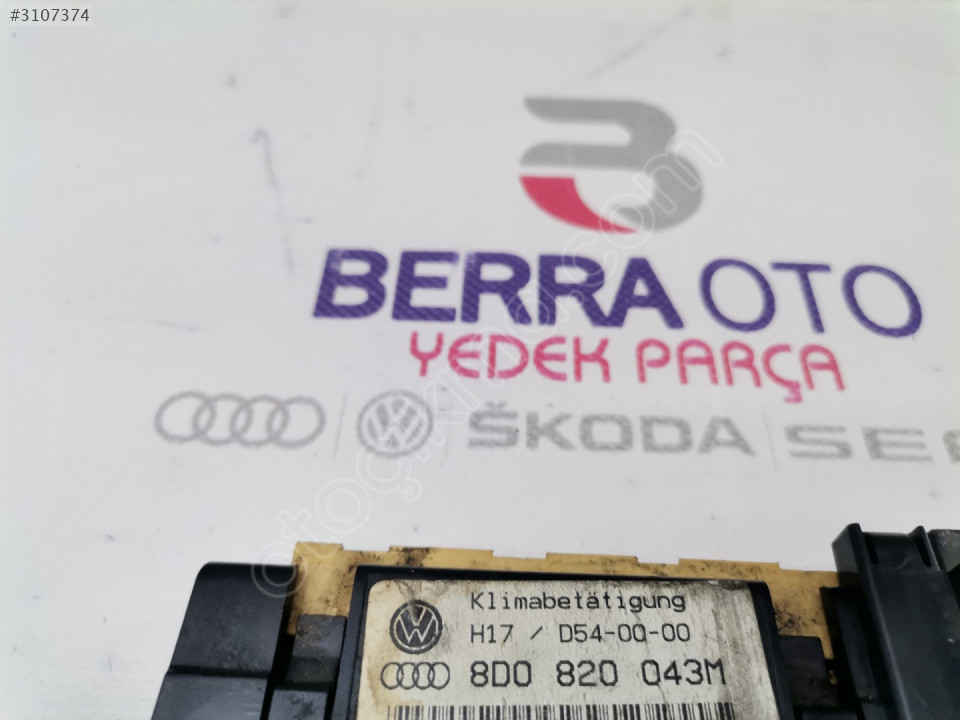 #3107374
BERRA OTO
YEDEK PARÇA
ŠKODA
Klimabetätigung
H17 / D54-00-00
8D0 820 043M